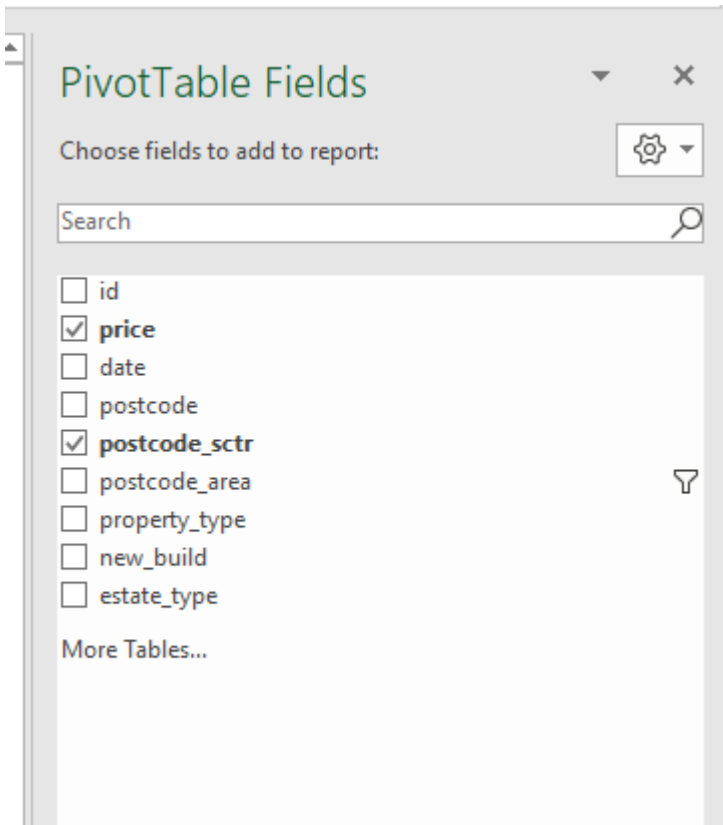 PivotTable Fields
Choose fields to add to report:
Search
id
price
date
postcode
postcode_sctr
postcode_area
property_type
new_build
estate_type
More Tables...